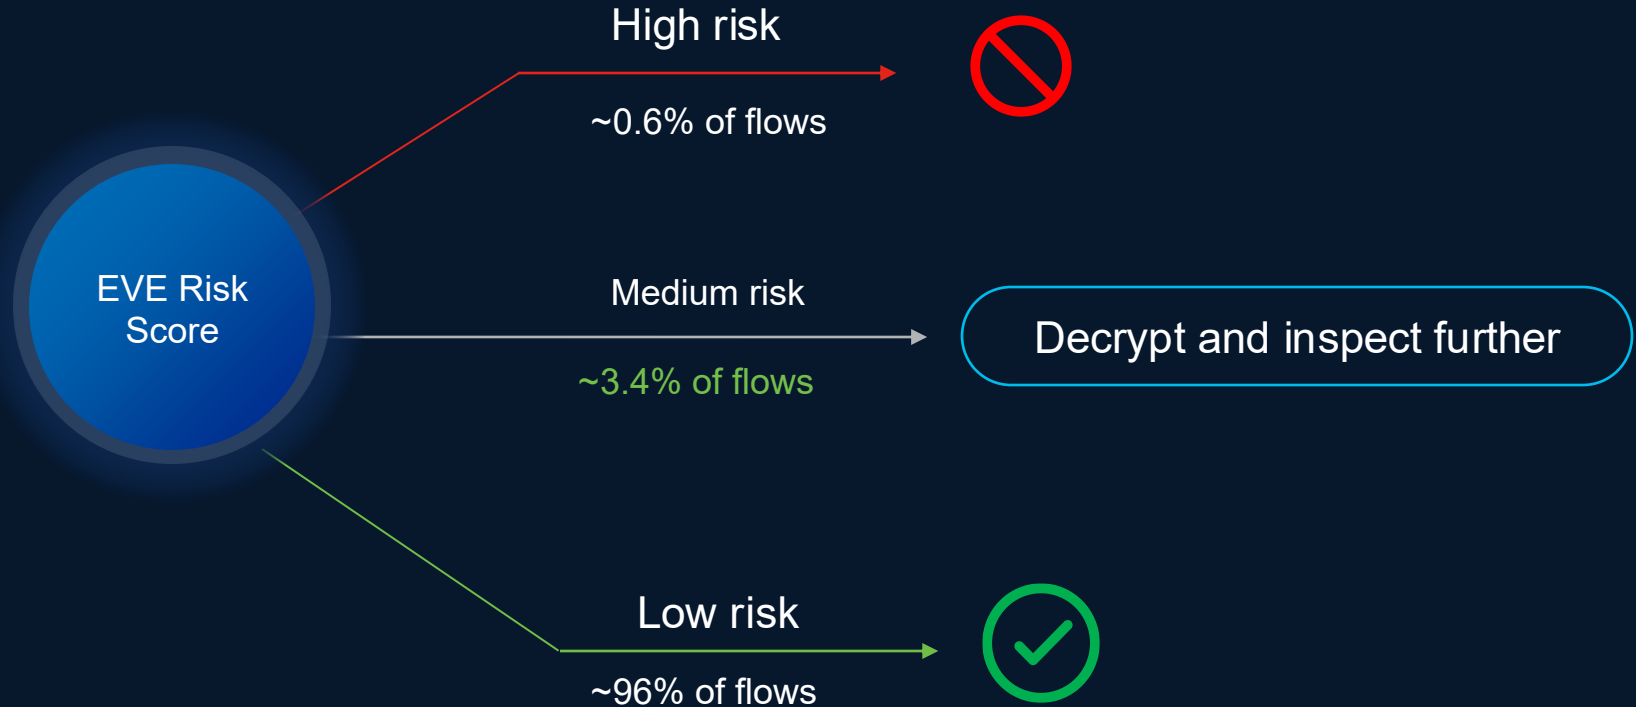 High risk
~0.6% of flows
EVE Risk
Score
Medium risk
Decrypt and inspect further
~3.4% of flows
Low risk
~96% of flows